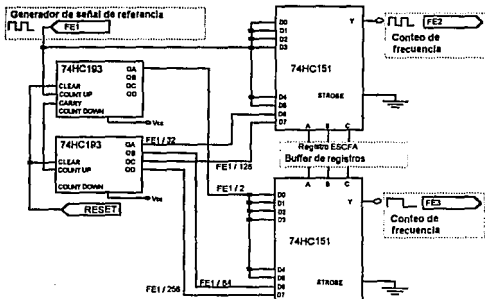 Generador de señal de referencia
FE1
74HC193
CLEAR
COUNT UP
CARRY
COUNT DOWN
QA
QB
QC
QD
Vcc
74HC193
CLEAR
COUNT UP
COUNT DOWN
QA
QB
QC
QD
Vcc
RESET
FE1 / 32
FE1 / 128
FE1 / 2
FE1 / 64
FE1 / 256
D0
D1
D2
D3
D4
D5
D6
D7
74HC151
Y
STROBE
A B C
FE2
Conteo de
frecuencia
Registro ESCFA
Buffer de registros
A B C
D0
D1
D2
D3
D4
D5
D6
D7
74HC151
Y
STROBE
FE3
Conteo de
frecuencia